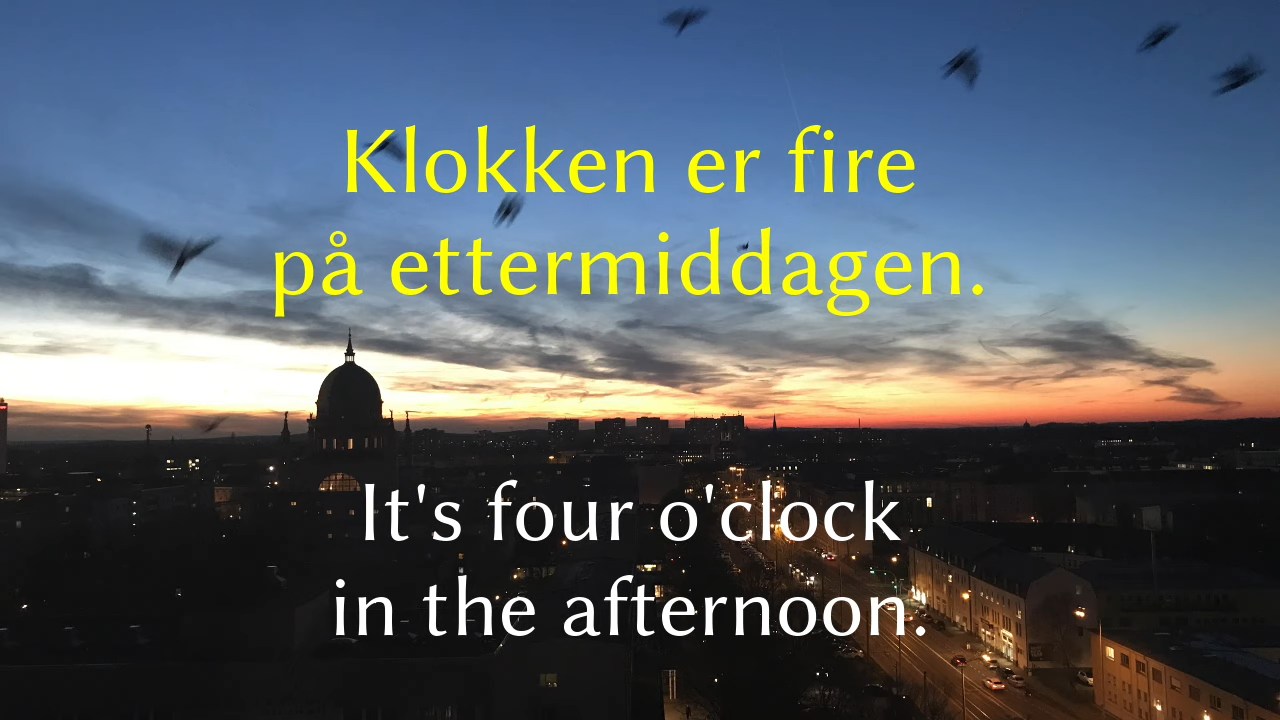 Klokken er fire
på ettermiddagen.
It's four o'clock
in the afternoon.